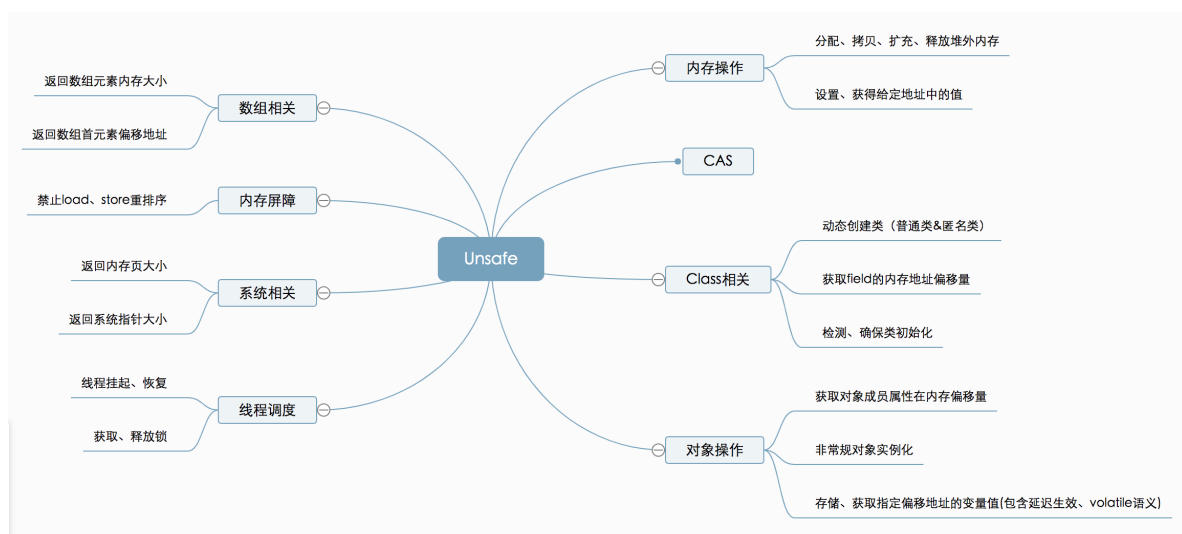 Unsafe
内存操作
分配、拷贝、扩充、释放堆外内存
设置、获得给定地址中的值
CAS
Class相关
动态创建类（普通类&匿名类）
获取field的内存地址偏移量
检测、确保类初始化
对象操作
获取对象成员属性在内存偏移量
非常规对象实例化
存储、获取指定偏移地址的变量值(包含延迟生效、volatile语义)
数组相关
返回数组元素内存大小
返回数组首元素偏移地址
内存屏障
禁止load、store重排序
系统相关
返回内存页大小
返回系统指针大小
线程调度
线程挂起、恢复
获取、释放锁